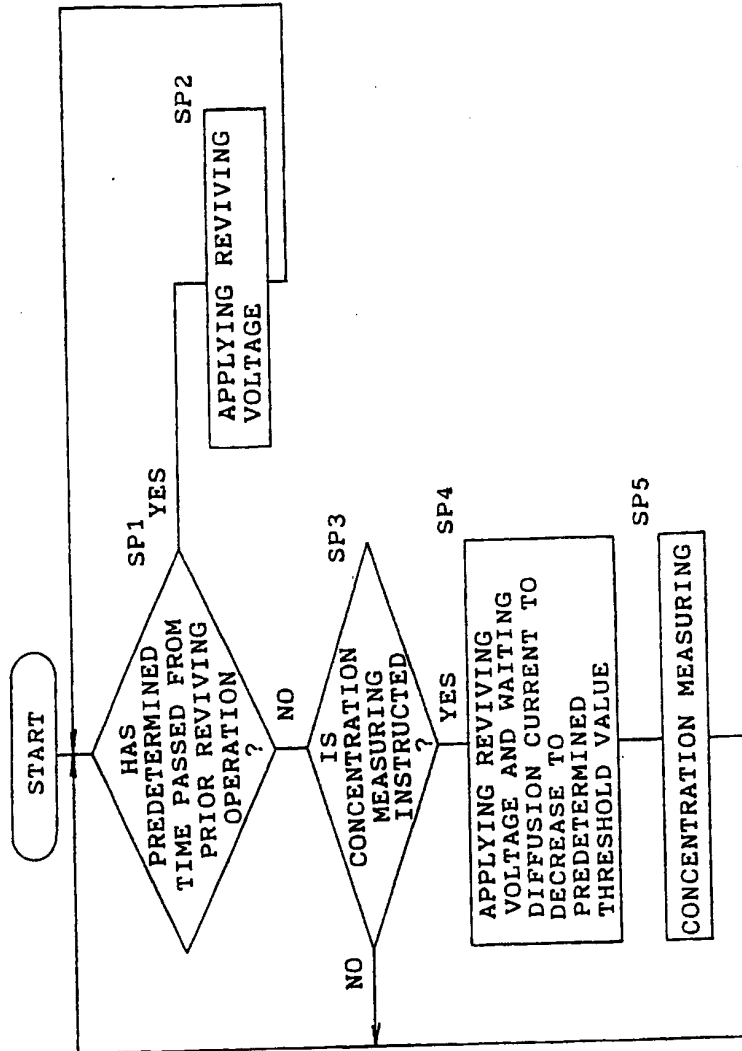 START
SP1
HAS
PREDETERMINED
TIME PASSED FROM
PRIOR REVIVING
OPERATION
?
YES
SP2
APPLYING REVIVING
VOLTAGE
NO
SP3
IS
CONCENTRATION
MEASURING
INSTRUCTED
?
NO
YES
SP4
APPLYING REVIVING
VOLTAGE AND WAITING
DIFFUSION CURRENT TO
DECREASE TO
PREDETERMINED
THRESHOLD VALUE
SP5
CONCENTRATION MEASURING